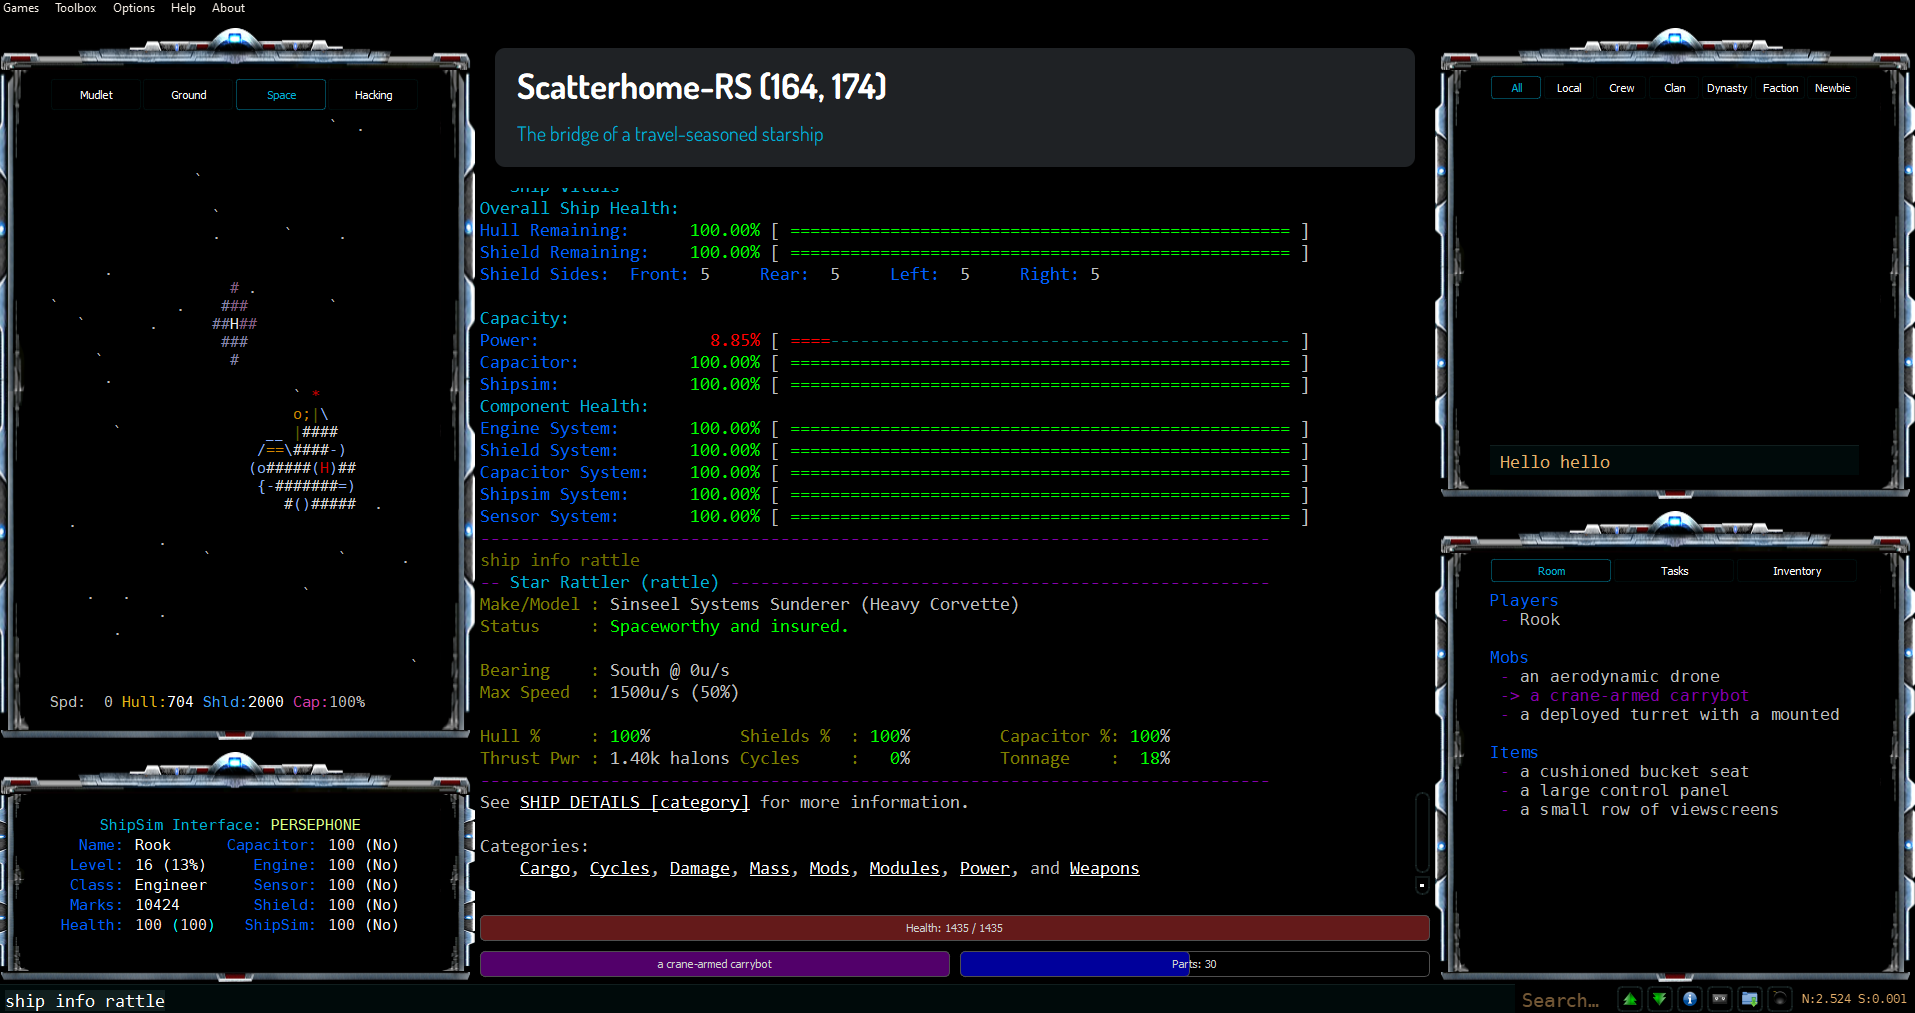 Games Toolbox Options Help About
Mudlet Ground Space Hacking
# .
###
##H##
###
#
` *
o;|\
__ |####
/==\####-)
(o#####(H)##
{-#######=)
#()#####
Spd: 0 Hull:704 Shld:2000 Cap:100%
ShipSim Interface: PERSEPHONE
Name: Rook Capacitor: 100 (No)
Level: 16 (13%) Engine: 100 (No)
Class: Engineer Sensor: 100 (No)
Marks: 10424 Shield: 100 (No)
Health: 100 (100) ShipSim: 100 (No)
Scatterhome-RS (164, 174)
The bridge of a travel-seasoned starship
Ship Vitals
Overall Ship Health:
Hull Remaining: 100.00% [ ================================================== ]
Shield Remaining: 100.00% [ ================================================== ]
Shield Sides: Front: 5 Rear: 5 Left: 5 Right: 5
Capacity:
Power: 8.85% [ ====---------------------------------------------- ]
Capacitor: 100.00% [ ================================================== ]
Shipsim: 100.00% [ ================================================== ]
Component Health:
Engine System: 100.00% [ ================================================== ]
Shield System: 100.00% [ ================================================== ]
Capacitor System: 100.00% [ ================================================== ]
Shipsim System: 100.00% [ ================================================== ]
Sensor System: 100.00% [ ================================================== ]
-------------------------------------------------------------------------------
ship info rattle
-- Star Rattler (rattle) ------------------------------------------------------
Make/Model : Sinseel Systems Sunderer (Heavy Corvette)
Status : Spaceworthy and insured.
Bearing : South @ 0u/s
Max Speed : 1500u/s (50%)
Hull % : 100% Shields % : 100% Capacitor %: 100%
Thrust Pwr : 1.40k halons Cycles : 0% Tonnage : 18%
-------------------------------------------------------------------------------
See SHIP DETAILS [category] for more information.
Categories:
Cargo, Cycles, Damage, Mass, Mods, Modules, Power, and Weapons
Health: 1435 / 1435
a crane-armed carrybot Parts: 30
All Local Crew Clan Dynasty Faction Newbie
Hello hello
Room Tasks Inventory
Players
- Rook
Mobs
- an aerodynamic drone
-> a crane-armed carrybot
- a deployed turret with a mounted
Items
- a cushioned bucket seat
- a large control panel
- a small row of viewscreens
ship info rattle
Search... N:2.524 S:0.001